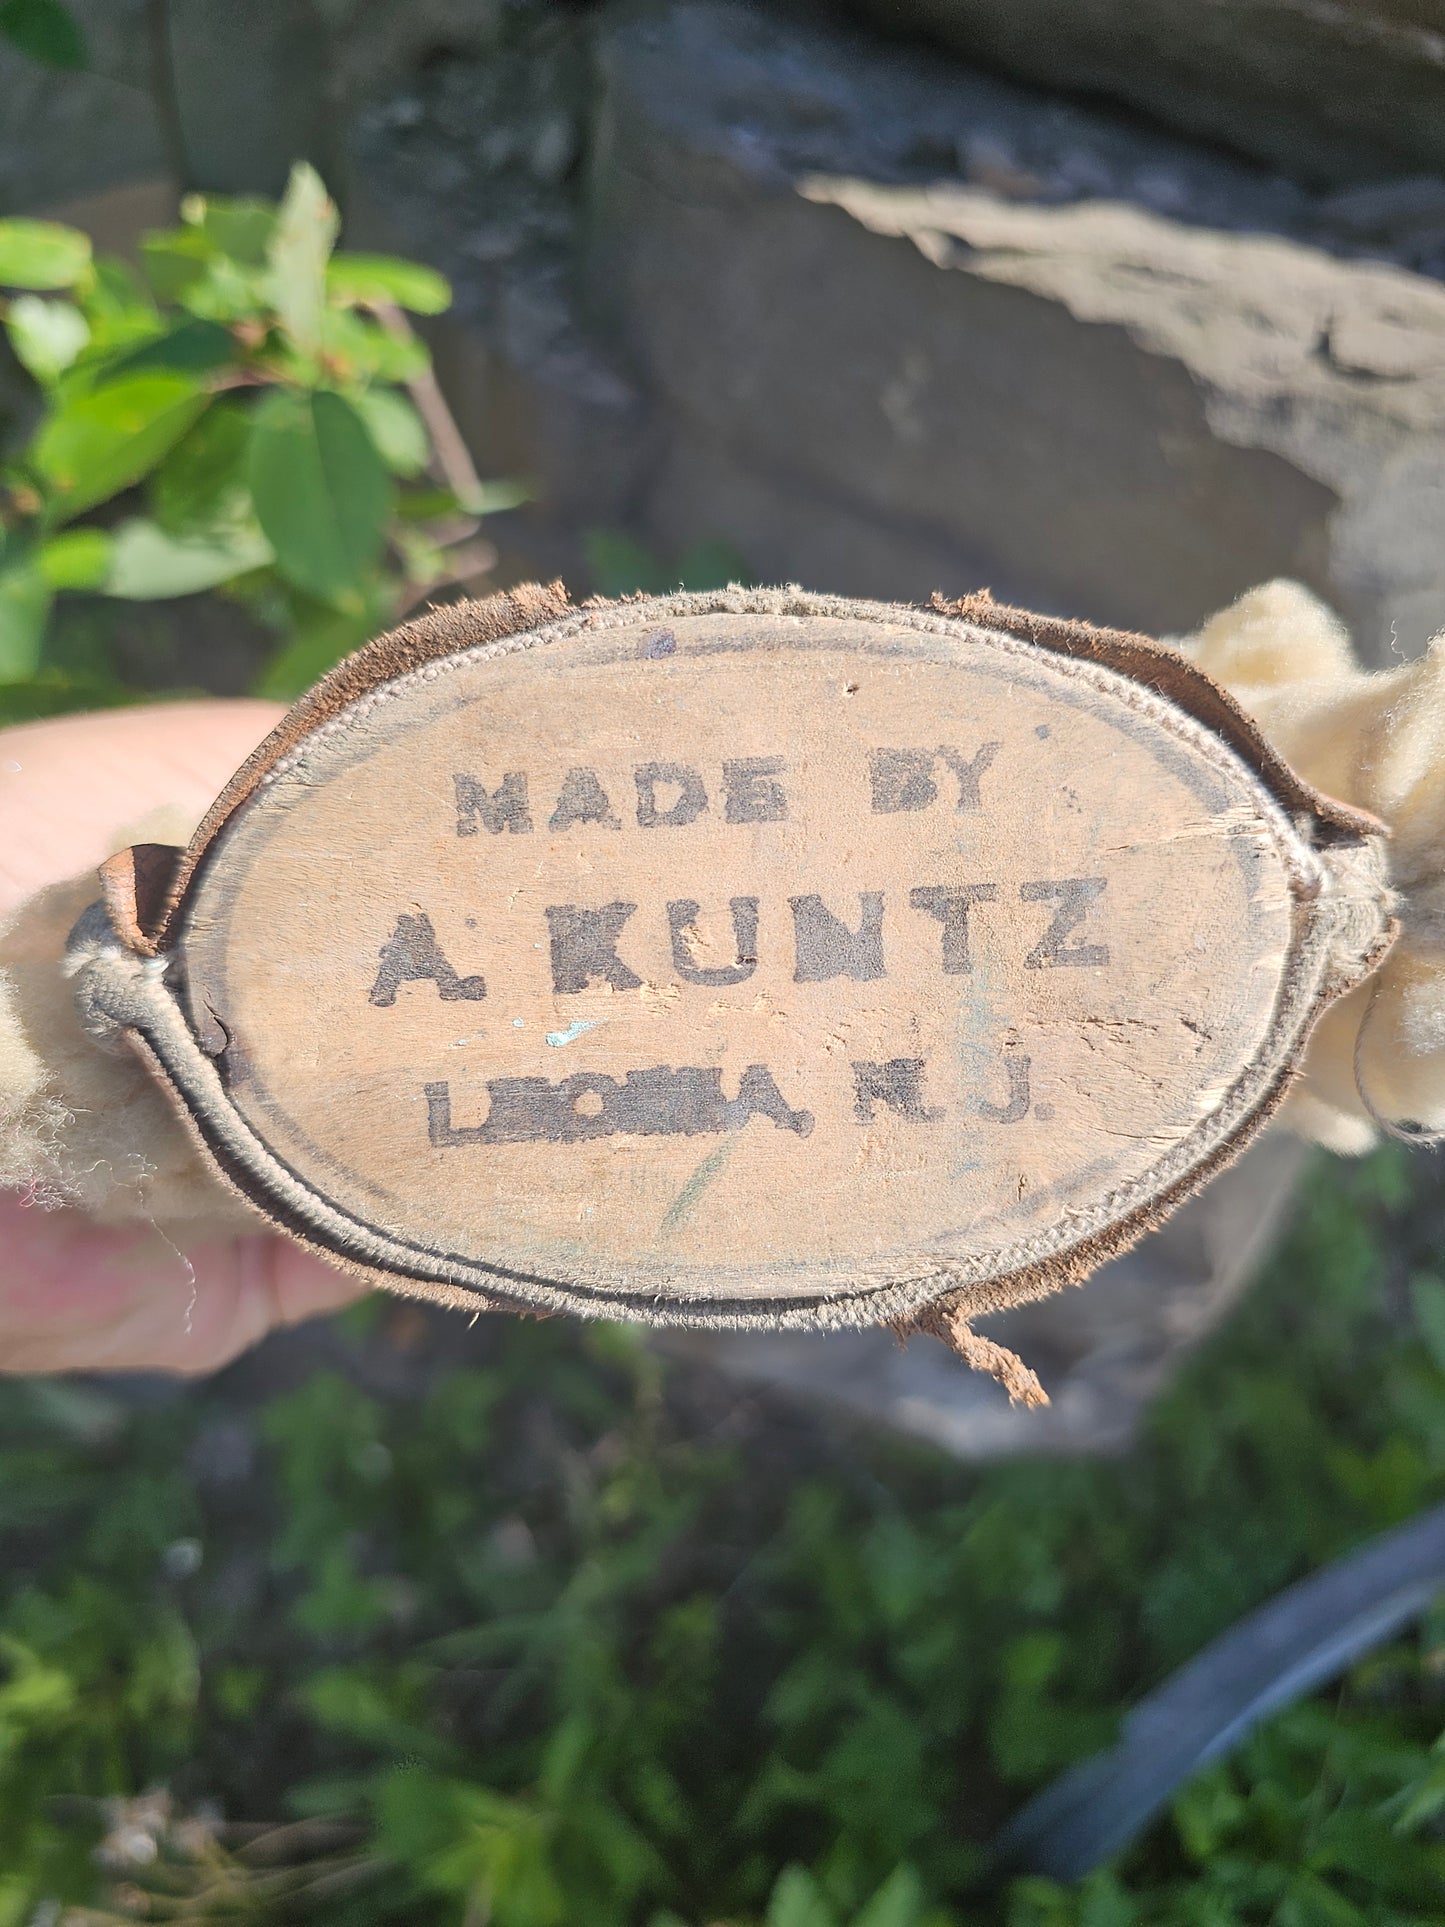 MADE BY
A. KUNTZ
LEONIA, N. J.